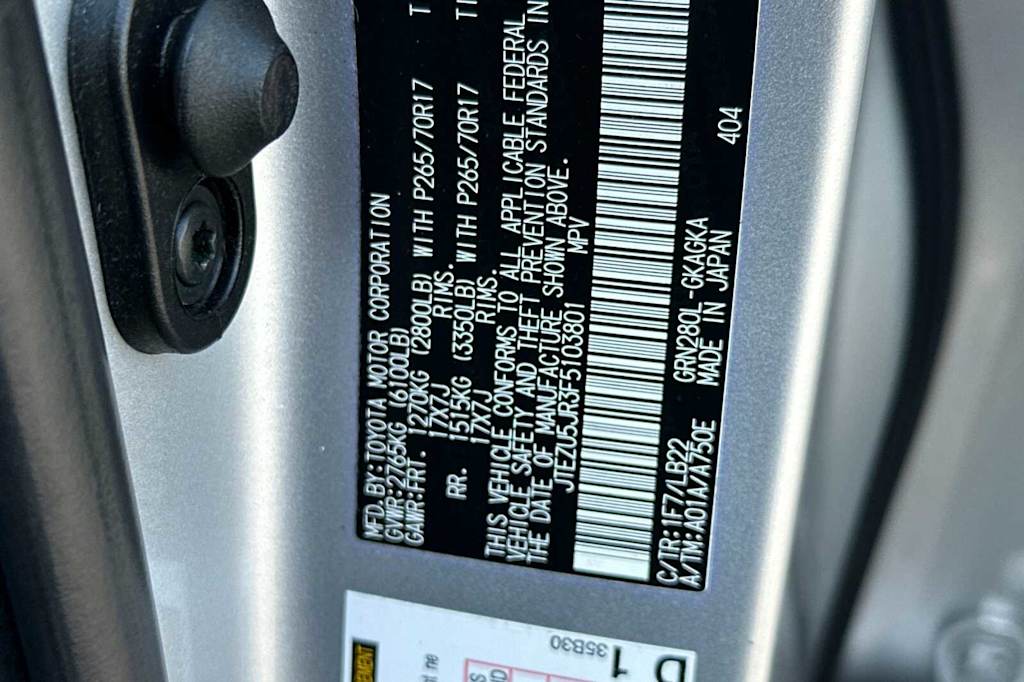 MFD.BY:TOYOTA MOTOR CORPORATION
GVWR:2765KG (6100LB)
GAWR:FRT. 1270KG (2800LB) WITH P265/70R17 T
17X7J RIMS.
RR. 1515KG (3350LB) WITH P265/70R17 TI
17X7J RIMS.
THIS VEHICLE CONFORMS TO ALL APPLICABLE FEDERAL
VEHICLE SAFETY AND THEFT PREVENTION STANDARDS IN
THE DATE OF MANUFACTURE SHOWN ABOVE.
JTEZU5JR3F5103801 MPV
C/TR:1F7/LB22 GRN280L-GKAGKA 404
A/TM:A01A/A750E MADE IN JAPAN
D1
35B30